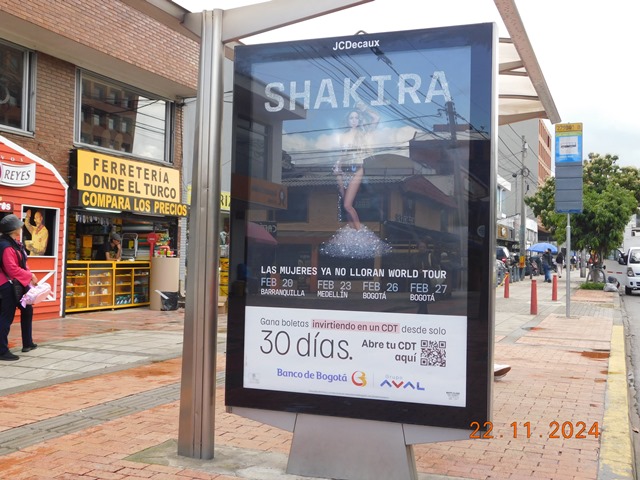 JCDecaux
SHAKIRA
LAS MUJERES YA NO LLORAN WORLD TOUR
FEB 20 FEB 23 FEB 26 FEB 27
BARRANQUILLA MEDELLÍN BOGOTÁ BOGOTÁ
Gana boletas invirtiendo en un CDT desde solo
30 días.
Abre tu CDT
aquí
Banco de Bogotá
Grupo
AVAL
FERRETERÍA
DONDE EL TURCO
COMPARA LOS PRECIOS
REYES
22 11 2024